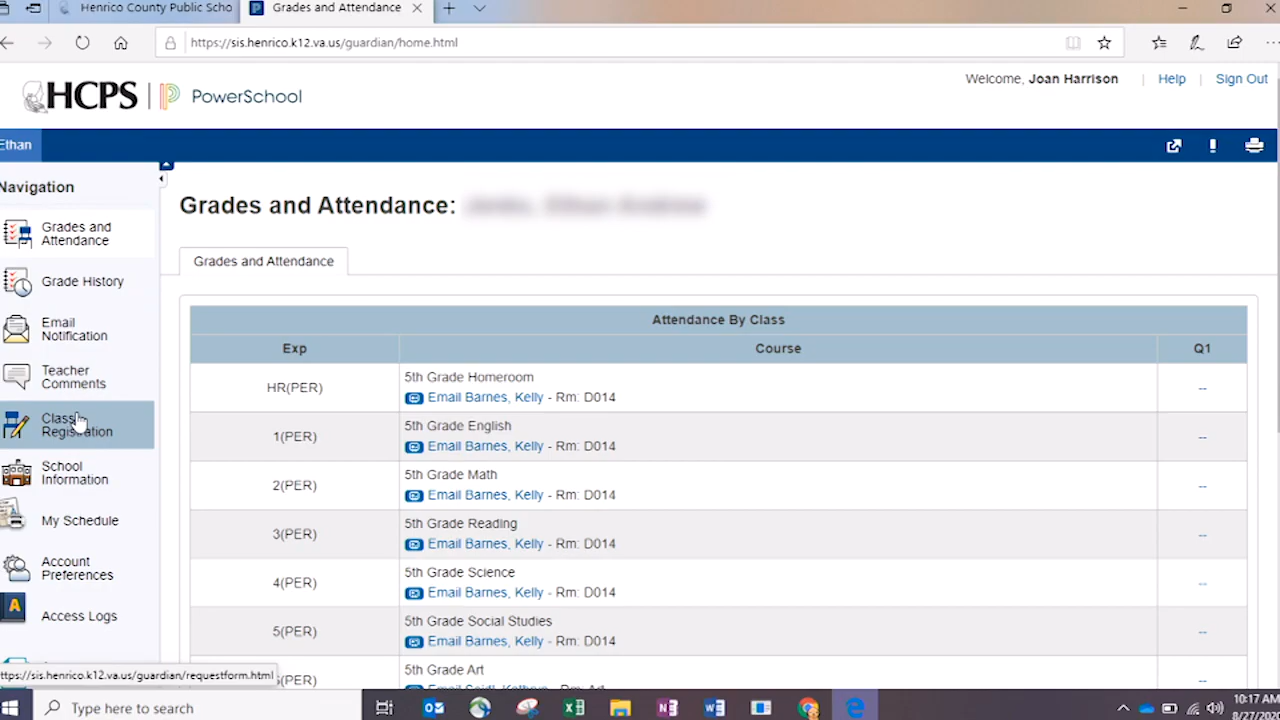 Henrico County Public Scho
Grades and Attendance
https://sis.henrico.k12.va.us/guardian/home.html
Welcome, Joan Harrison
Help
Sign Out
HCPS
PowerSchool
Ethan
Navigation
Grades and
Attendance
Grade History
Email
Notification
Teacher
Comments
Class
Registration
School
Information
My Schedule
Account
Preferences
Access Logs
Grades and Attendance:
Grades and Attendance
Attendance By Class
Exp
Course
Q1
HR(PER)
5th Grade Homeroom
Email Barnes, Kelly - Rm: D014
--
1(PER)
5th Grade English
Email Barnes, Kelly - Rm: D014
--
2(PER)
5th Grade Math
Email Barnes, Kelly - Rm: D014
--
3(PER)
5th Grade Reading
Email Barnes, Kelly - Rm: D014
--
4(PER)
5th Grade Science
Email Barnes, Kelly - Rm: D014
--
5(PER)
5th Grade Social Studies
Email Barnes, Kelly - Rm: D014
--
(PER)
5th Grade Art
--
ttps://sis.henrico.k12.va.us/guardian/requestform.html
Type here to search
10:17 AM